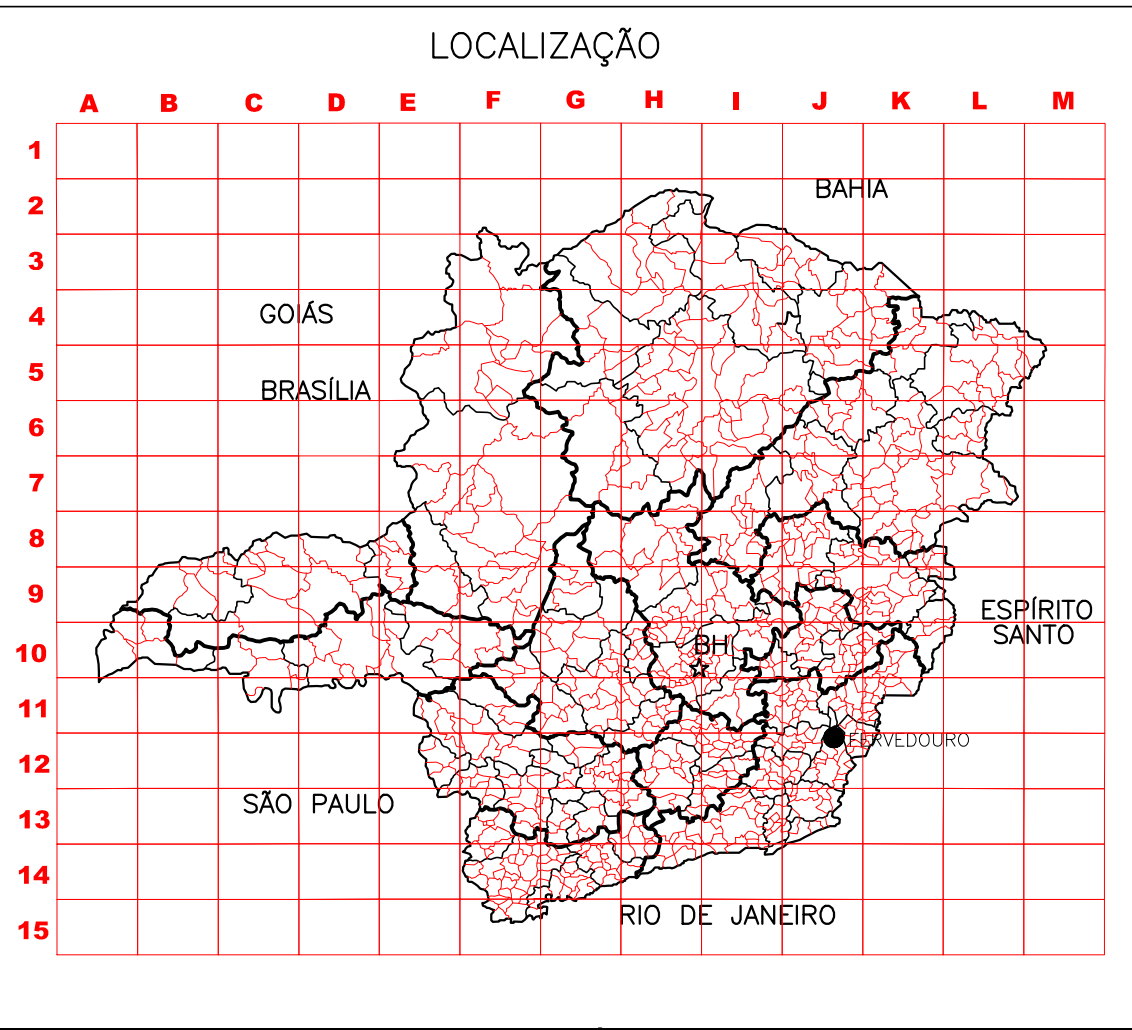 LOCALIZAÇÃO
A B C D E F G H I J K L M
1
2
BAHIA
3
4
GOIÁS
5
BRASÍLIA
6
7
8
9
ESPÍRITO
SANTO
10
BH
11
FERVEDOURO
12
SÃO PAULO
13
14
RIO DE JANEIRO
15